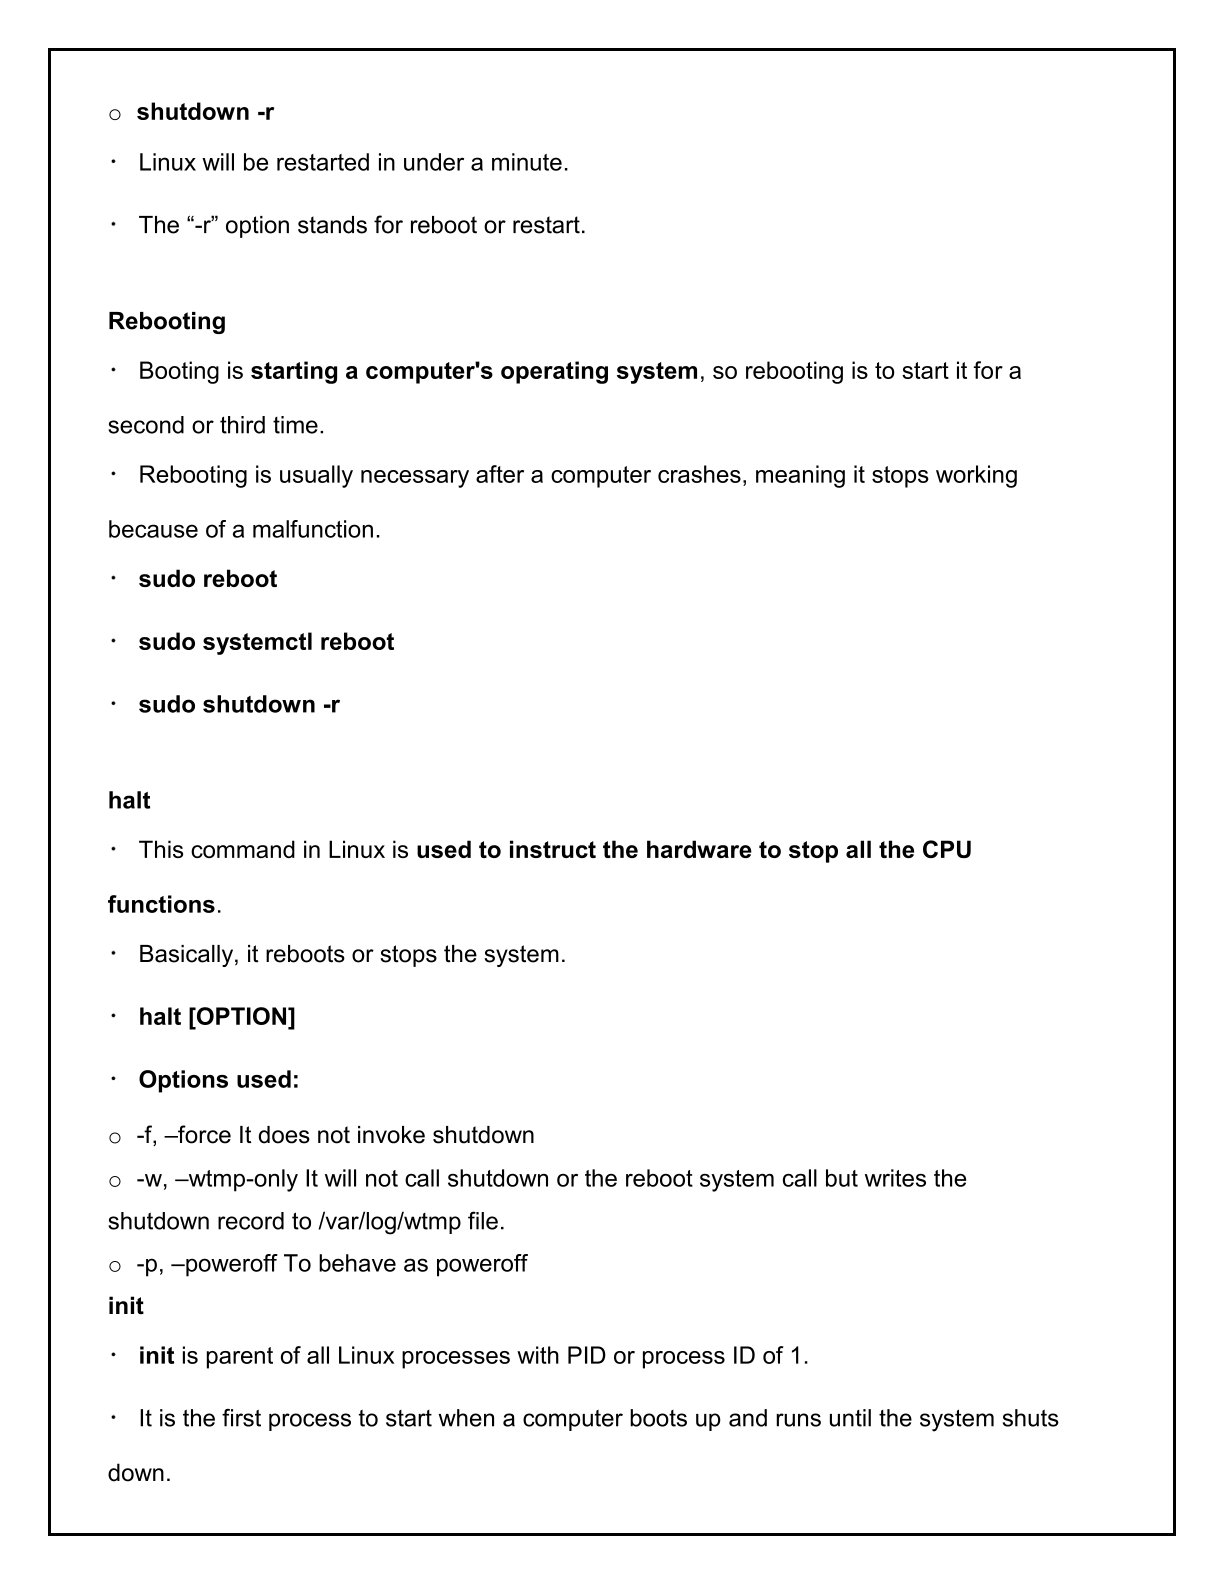 o shutdown -r
· Linux will be restarted in under a minute.
· The “-r” option stands for reboot or restart.
Rebooting
· Booting is starting a computer's operating system, so rebooting is to start it for a
second or third time.
· Rebooting is usually necessary after a computer crashes, meaning it stops working
because of a malfunction.
· sudo reboot
· sudo systemctl reboot
· sudo shutdown -r
halt
· This command in Linux is used to instruct the hardware to stop all the CPU
functions.
· Basically, it reboots or stops the system.
· halt [OPTION]
· Options used:
o -f, –force It does not invoke shutdown
o -w, –wtmp-only It will not call shutdown or the reboot system call but writes the
shutdown record to /var/log/wtmp file.
o -p, –poweroff To behave as poweroff
init
· init is parent of all Linux processes with PID or process ID of 1.
· It is the first process to start when a computer boots up and runs until the system shuts
down.